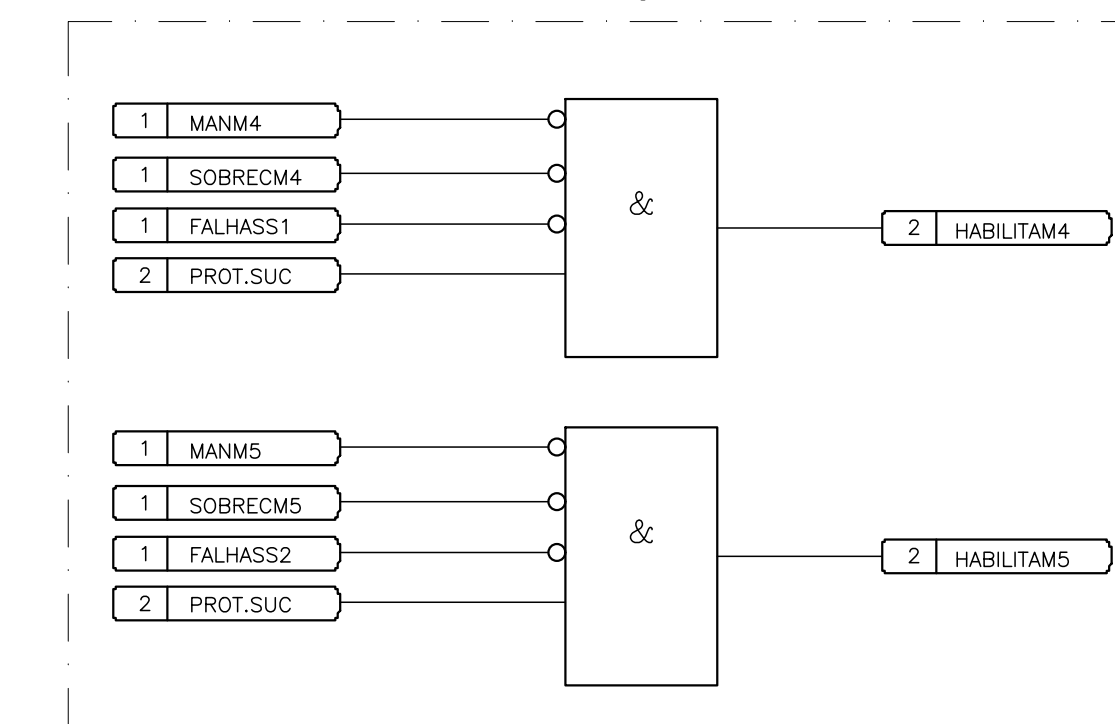 1 MANM4
1 SOBRECM4
1 FALHASS1
2 PROT.SUC
&
2 HABILITAM4
1 MANM5
1 SOBRECM5
1 FALHASS2
2 PROT.SUC
&
2 HABILITAM5